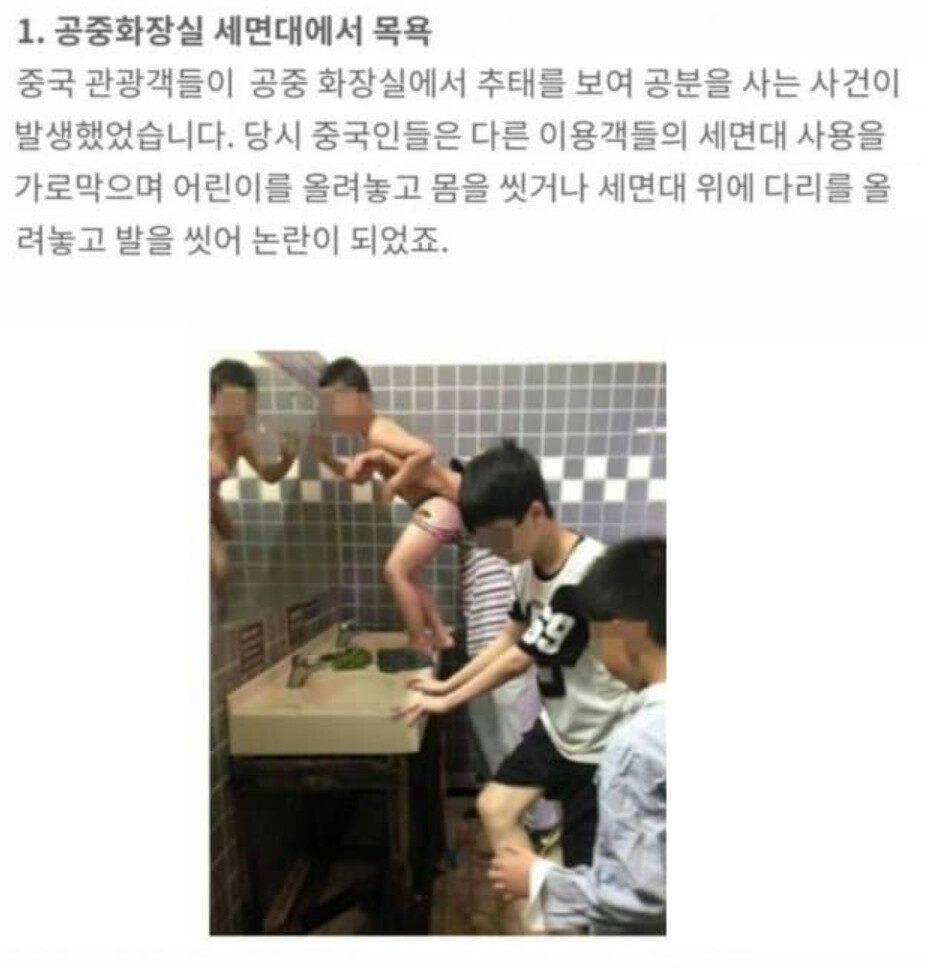 1. 공중화장실 세면대에서 목욕
중국 관광객들이 공중 화장실에서 추태를 보여 공분을 사는 사건이
발생했었습니다. 당시 중국인들은 다른 이용객들의 세면대 사용을
가로막으며 어린이를 올려놓고 몸을 씻거나 세면대 위에 다리를 올
려놓고 발을 씻어 논란이 되었죠.
69